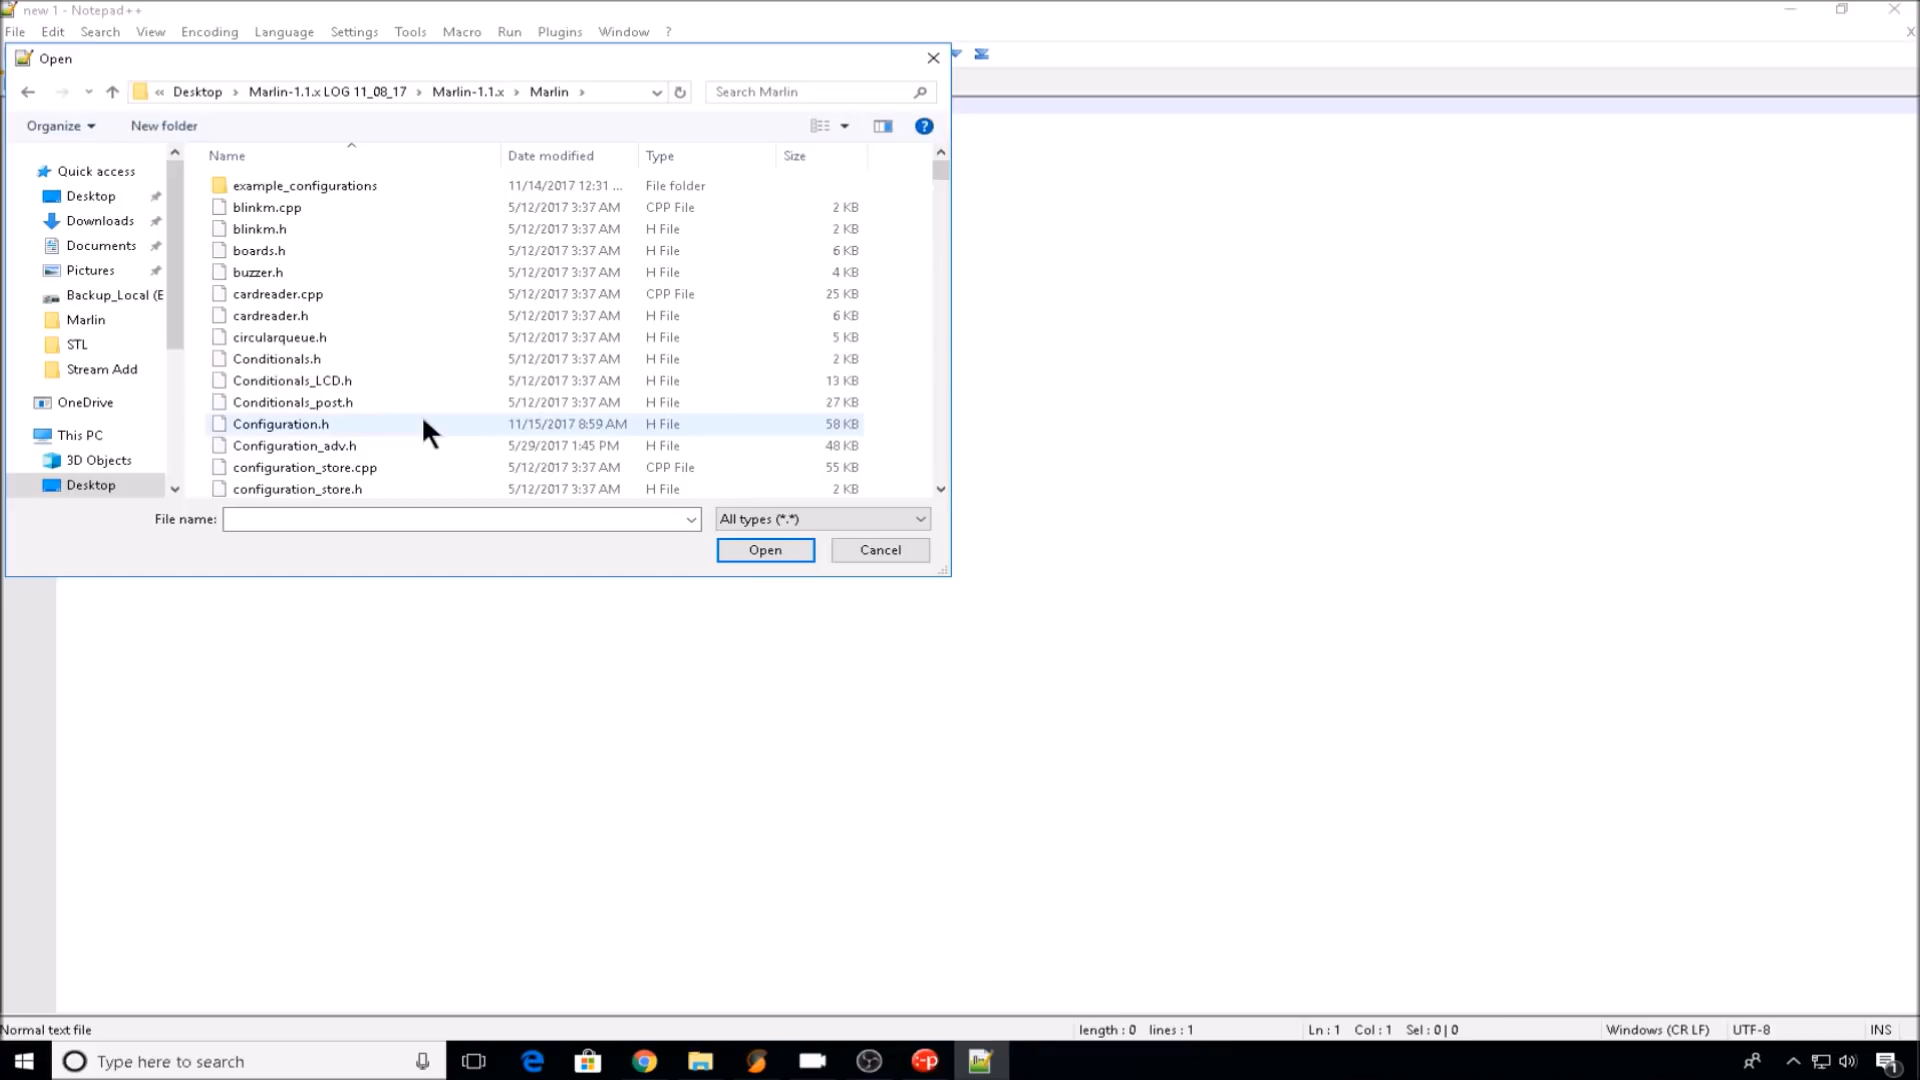 new 1 - Notepad++
File Edit Search View Encoding Language Settings Tools Macro Run Plugins Window ? X
Open
« Desktop › Marlin-1.1.x LOG 11_08_17 › Marlin-1.1.x › Marlin › Search Marlin
Organize New folder ?
Name Date modified Type Size
Quick access
Desktop
Downloads
Documents
Pictures
Backup_Local (E
Marlin
STL
Stream Add
OneDrive
This PC
3D Objects
Desktop
example_configurations 11/14/2017 12:31 ... File folder
blinkm.cpp 5/12/2017 3:37 AM CPP File 2 KB
blinkm.h 5/12/2017 3:37 AM H File 2 KB
boards.h 5/12/2017 3:37 AM H File 6 KB
buzzer.h 5/12/2017 3:37 AM H File 4 KB
cardreader.cpp 5/12/2017 3:37 AM CPP File 25 KB
cardreader.h 5/12/2017 3:37 AM H File 6 KB
circularqueue.h 5/12/2017 3:37 AM H File 5 KB
Conditionals.h 5/12/2017 3:37 AM H File 2 KB
Conditionals_LCD.h 5/12/2017 3:37 AM H File 13 KB
Conditionals_post.h 5/12/2017 3:37 AM H File 27 KB
Configuration.h 11/15/2017 8:59 AM H File 58 KB
Configuration_adv.h 5/29/2017 1:45 PM H File 48 KB
configuration_store.cpp 5/12/2017 3:37 AM CPP File 55 KB
configuration_store.h 5/12/2017 3:37 AM H File 2 KB
File name: All types (*.*)
Open Cancel
Normal text file length : 0 lines : 1 Ln : 1 Col : 1 Sel : 0 | 0 Windows (CR LF) UTF-8 INS
Type here to search